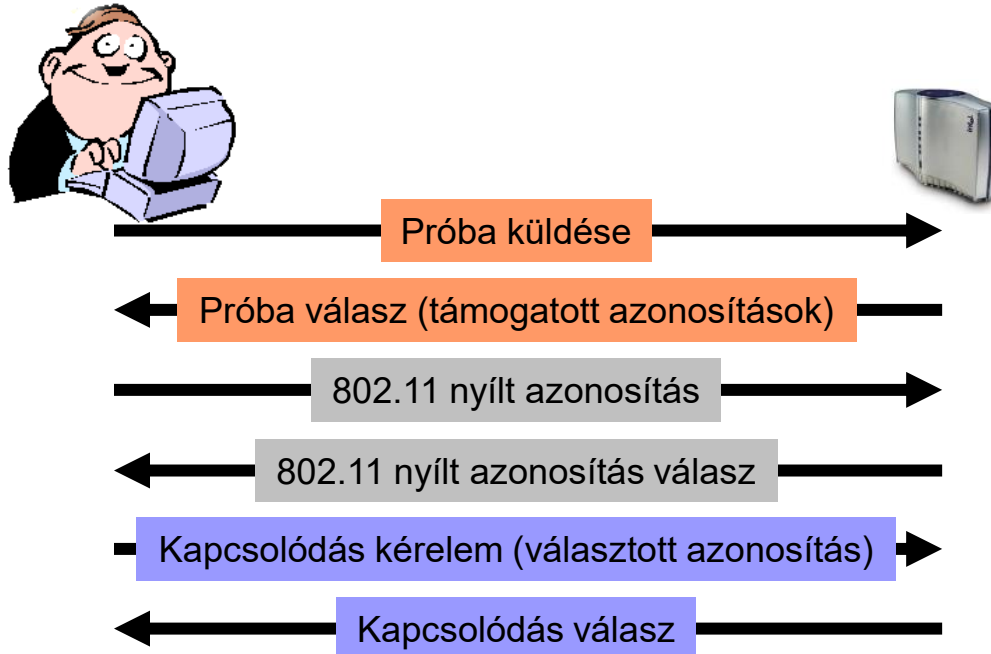 Próba küldése
Próba válasz (támogatott azonosítások)
802.11 nyílt azonosítás
802.11 nyílt azonosítás válasz
Kapcsolódás kérelem (választott azonosítás)
Kapcsolódás válasz